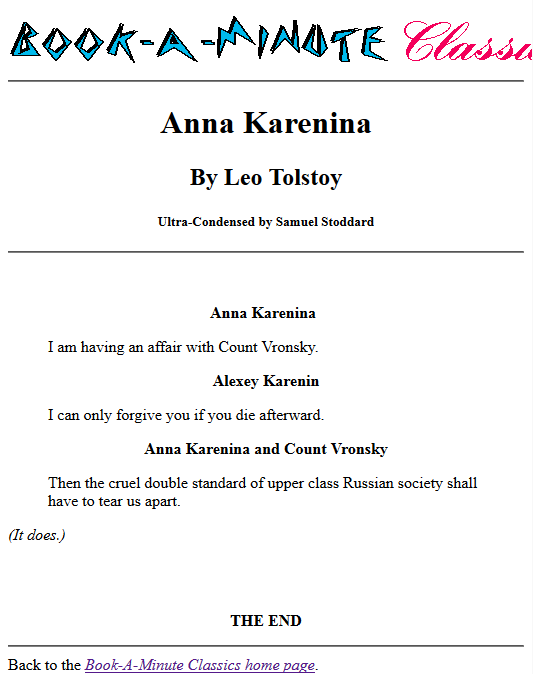 BOOK-A-MINUTE Classi
Anna Karenina
By Leo Tolstoy
Ultra-Condensed by Samuel Stoddard
Anna Karenina
I am having an affair with Count Vronsky.
Alexey Karenin
I can only forgive you if you die afterward.
Anna Karenina and Count Vronsky
Then the cruel double standard of upper class Russian society shall
have to tear us apart.
(It does.)
THE END
Back to the Book-A-Minute Classics home page.